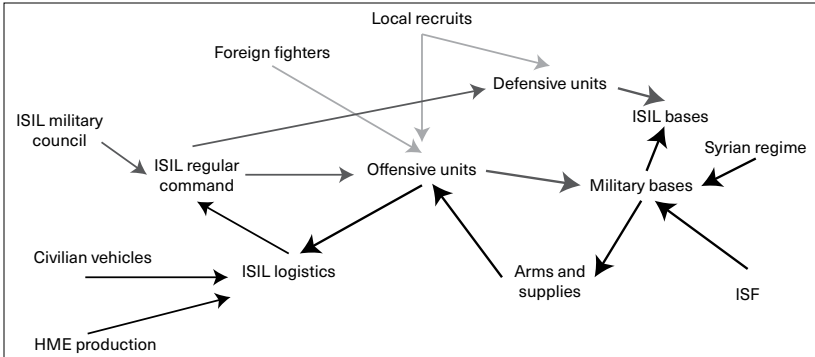 Local recruits
Foreign fighters
Defensive units
ISIL bases
ISIL military
council
Syrian regime
ISIL regular
command
Offensive units
Military bases
Civilian vehicles
ISIL logistics
Arms and
supplies
ISF
HME production